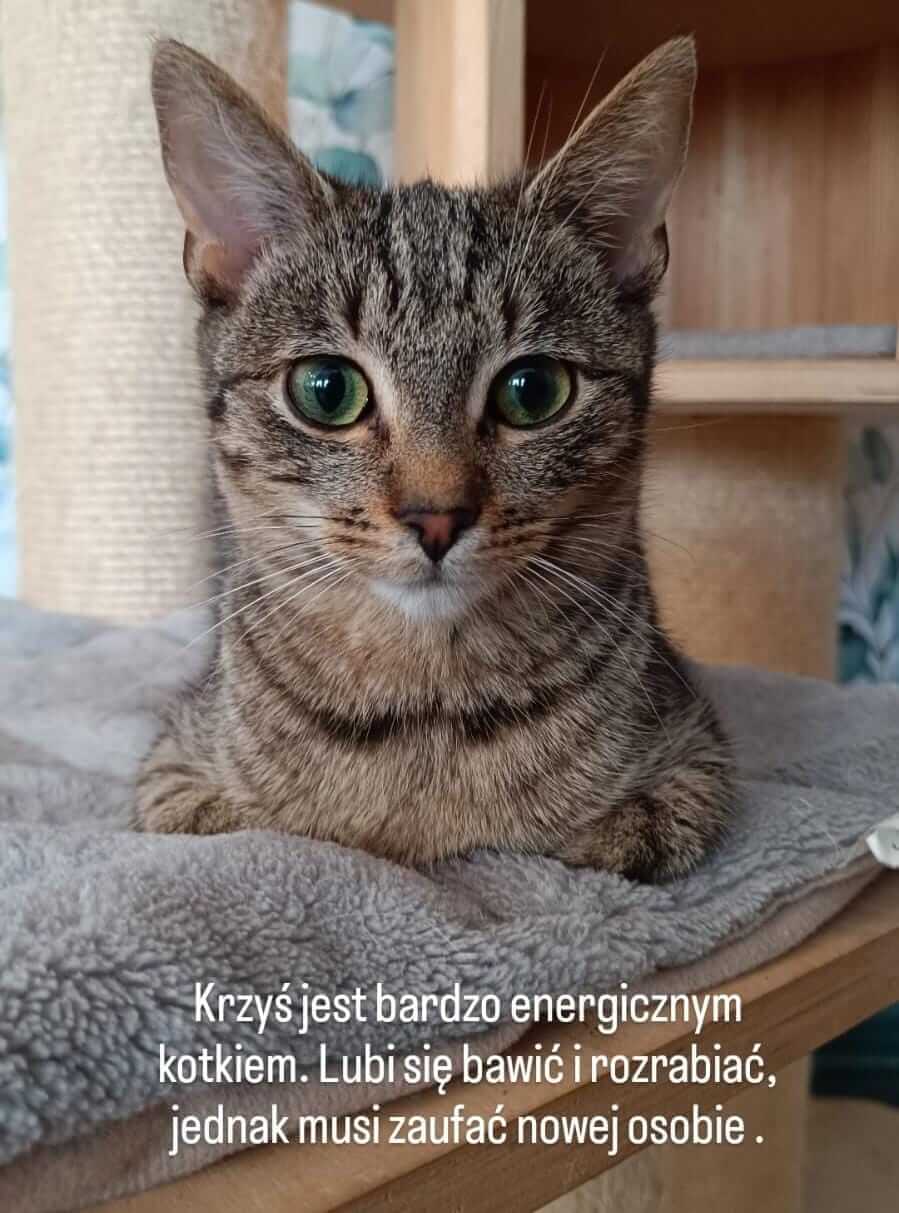 Krzyś jest bardzo energicznym
kotkiem. Lubi się bawić i rozrabiać,
jednak musi zaufać nowej osobie .